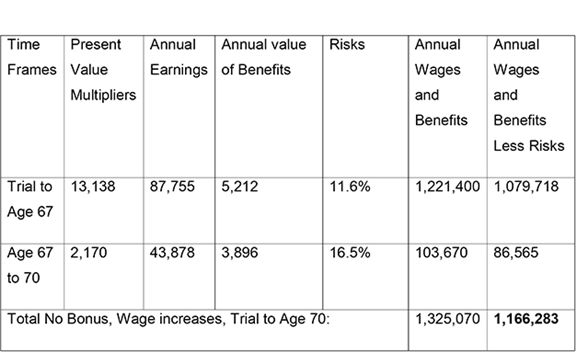 Time Frames Present Value Multipliers Annual Earnings Annual value of Benefits Risks Annual Wages and Benefits Annual Wages and Benefits Less Risks
Trial to Age 67 13,138 87,755 5,212 11.6% 1,221,400 1,079,718
Age 67 to 70 2,170 43,878 3,896 16.5% 103,670 86,565
Total No Bonus, Wage increases, Trial to Age 70: 1,325,070 1,166,283